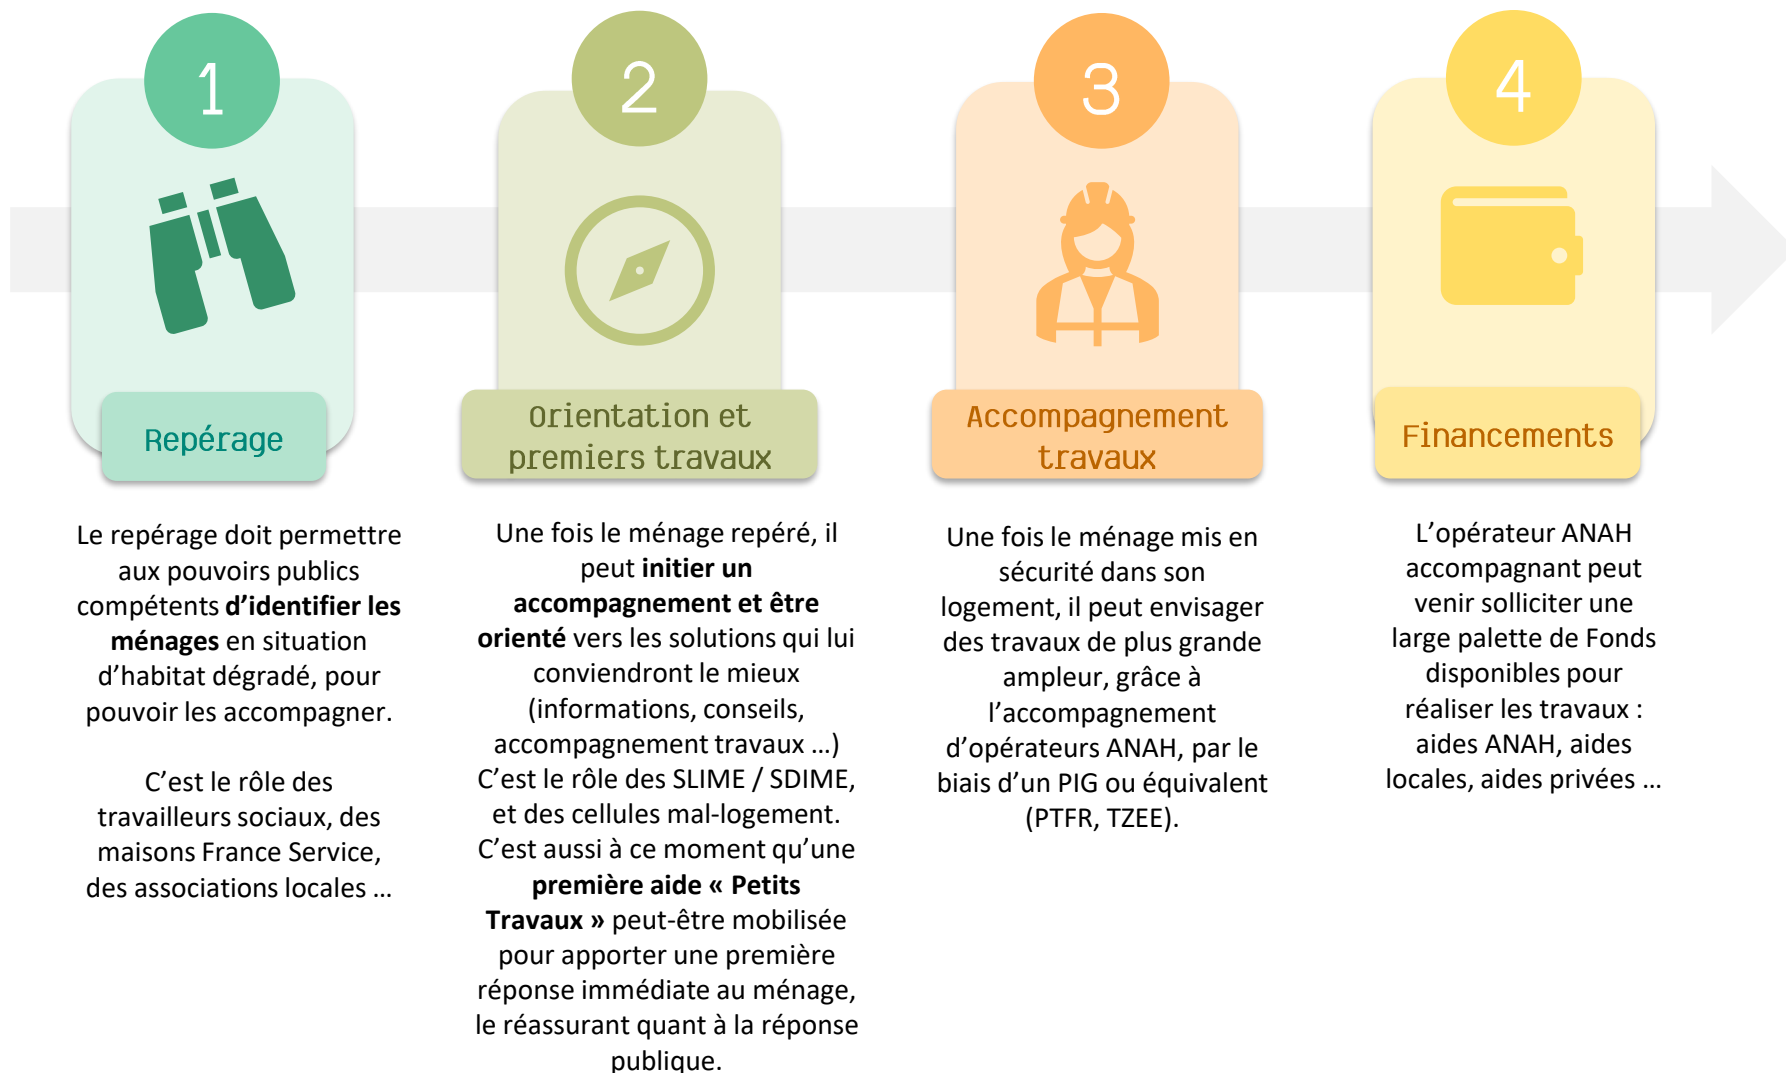 1
Repérage
Le repérage doit permettre
aux pouvoirs publics
compétents d’identifier les
ménages en situation
d’habitat dégradé, pour
pouvoir les accompagner.
C’est le rôle des
travailleurs sociaux, des
maisons France Service,
des associations locales …
2
Orientation et
premiers travaux
Une fois le ménage repéré, il
peut initier un
accompagnement et être
orienté vers les solutions qui lui
conviendront le mieux
(informations, conseils,
accompagnement travaux …)
C’est le rôle des SLIME / SDIME,
et des cellules mal-logement.
C’est aussi à ce moment qu’une
première aide « Petits
Travaux » peut-être mobilisée
pour apporter une première
réponse immédiate au ménage,
le réassurant quant à la réponse
publique.
3
Accompagnement
travaux
Une fois le ménage mis en
sécurité dans son
logement, il peut envisager
des travaux de plus grande
ampleur, grâce à
l’accompagnement
d’opérateurs ANAH, par le
biais d’un PIG ou équivalent
(PTFR, TZEE).
4
Financements
L’opérateur ANAH
accompagnant peut
venir solliciter une
large palette de Fonds
disponibles pour
réaliser les travaux :
aides ANAH, aides
locales, aides privées …